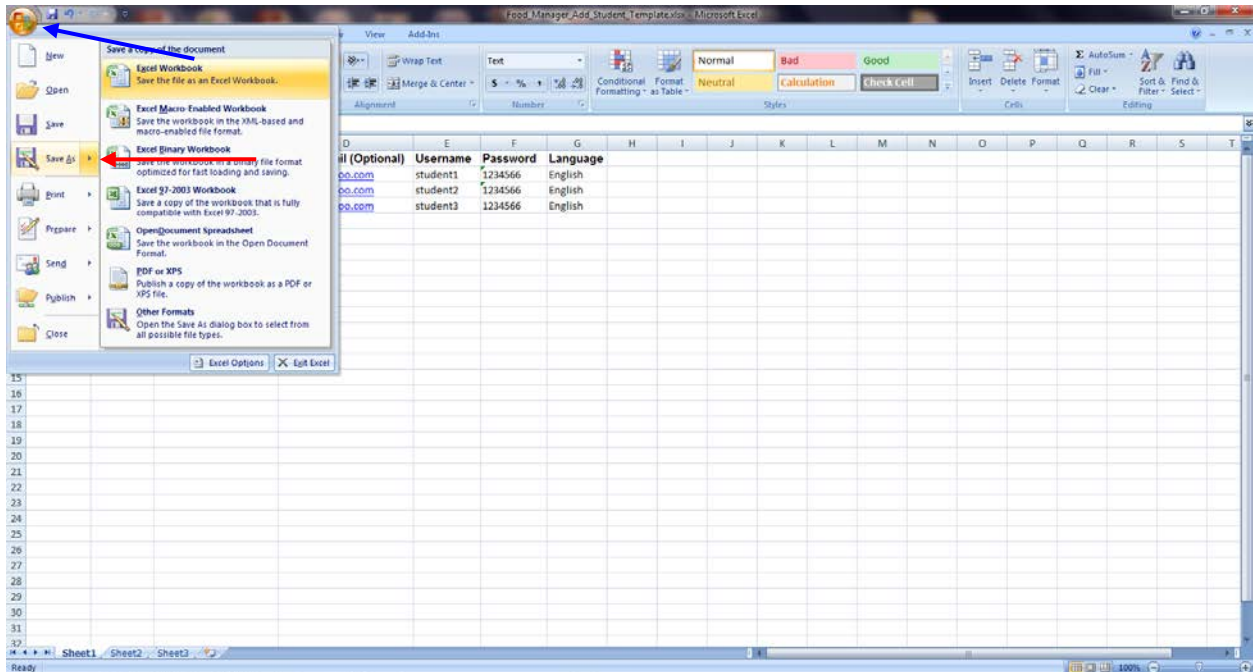 Food_Manager_Add_Student_Template.xlsx - Microsoft Excel
View Add-Ins
New
Open
Save
Save As
Print
Prepare
Send
Publish
Close
Save a copy of the document
Excel Workbook
Save the file as an Excel Workbook.
Excel Macro-Enabled Workbook
Save the workbook in the XML-based and
macro-enabled file format.
Excel Binary Workbook
Save the workbook in a binary file format
optimized for fast loading and saving.
Excel 97-2003 Workbook
Save a copy of the workbook that is fully
compatible with Excel 97-2003.
OpenDocument Spreadsheet
Save the workbook in the Open Document
Format.
PDF or XPS
Publish a copy of the workbook as a PDF or
XPS file.
Other Formats
Open the Save As dialog box to select from
all possible file types.
Excel Options Exit Excel
Wrap Text Text
Merge & Center $ % ,
Conditional Formatting Format as Table
Normal Bad Good
Neutral Calculation Check Cell
Insert Delete Format
AutoSum
Fill
Clear
Sort & Filter Find & Select
Alignment Number Styles Cells Editing
D E F G H I J K L M N O P Q R S T
il (Optional) Username Password Language
oo.com student1 1234566 English
oo.com student2 1234566 English
oo.com student3 1234566 English
15
16
17
18
19
20
21
22
23
24
25
26
27
28
29
30
31
32
Sheet1 Sheet2 Sheet3
Ready 100%